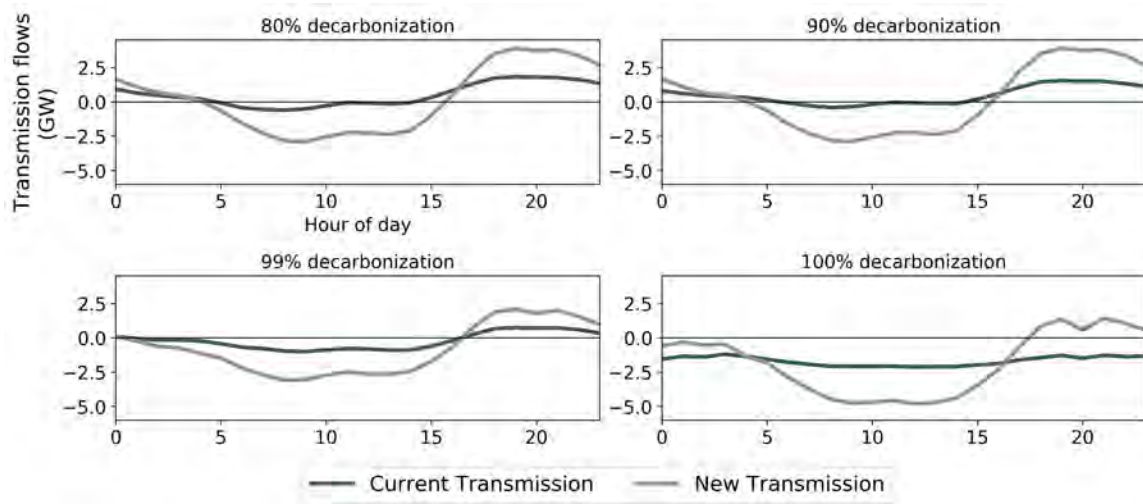 80% decarbonization
90% decarbonization
Transmission flows
(GW)
2.5
0.0
−2.5
−5.0
2.5
0.0
−2.5
−5.0
0 5 10 15 20
0 5 10 15 20
Hour of day
99% decarbonization
100% decarbonization
2.5
0.0
−2.5
−5.0
2.5
0.0
−2.5
−5.0
0 5 10 15 20
0 5 10 15 20
Current Transmission
New Transmission